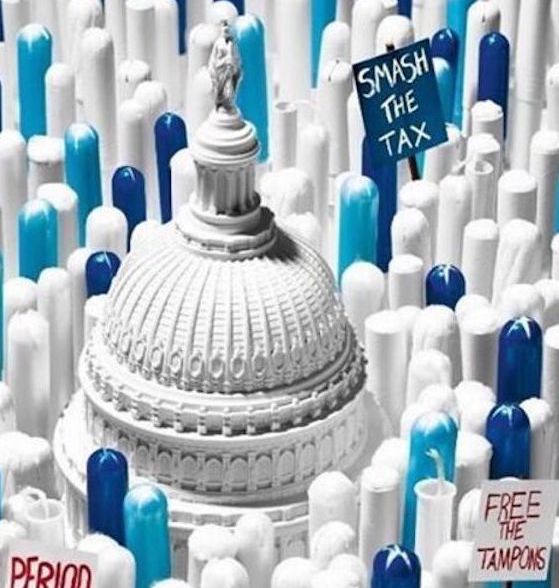 SMASH
THE
TAX
FREE
THE
TAMPONS
PERIOD